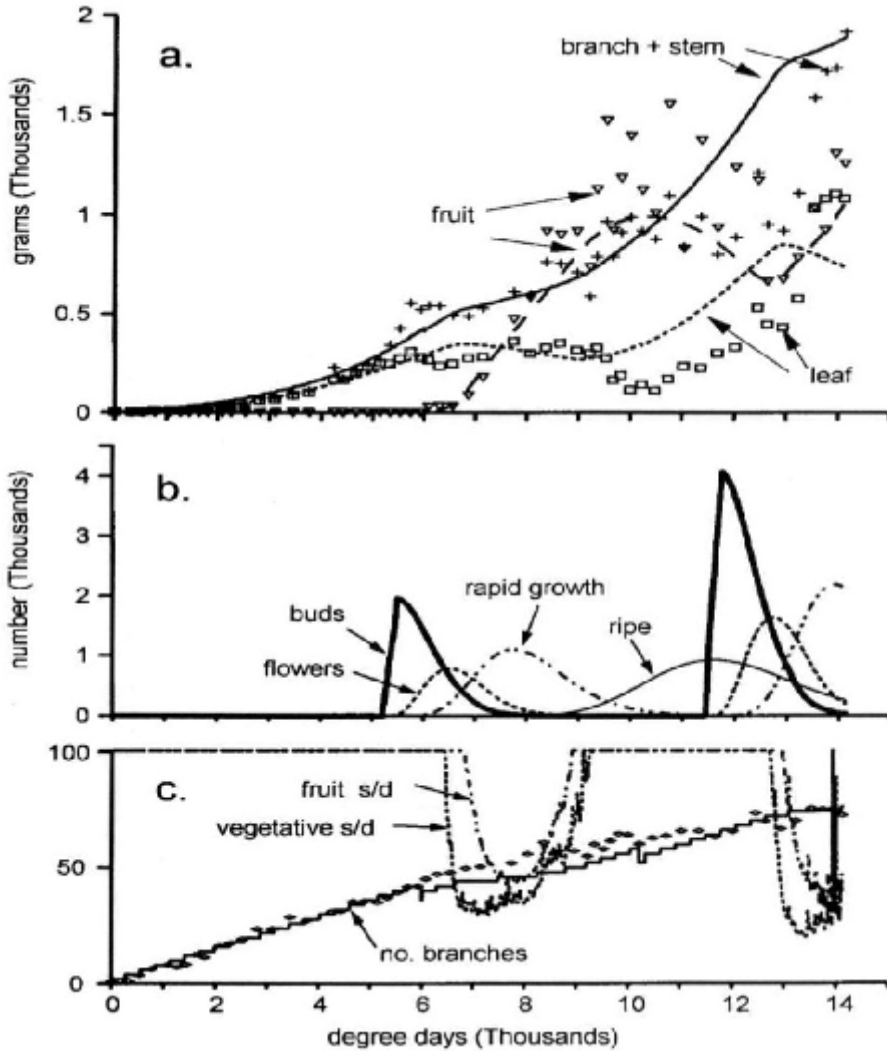 a.
branch + stem
fruit
leaf
grams (Thousands)
2
1.5
1
0.5
0
b.
buds
flowers
rapid growth
ripe
number (Thousands)
4
3
2
1
0
c.
fruit s/d
vegetative s/d
no. branches
100
50
0
0 2 4 6 8 10 12 14
degree days (Thousands)